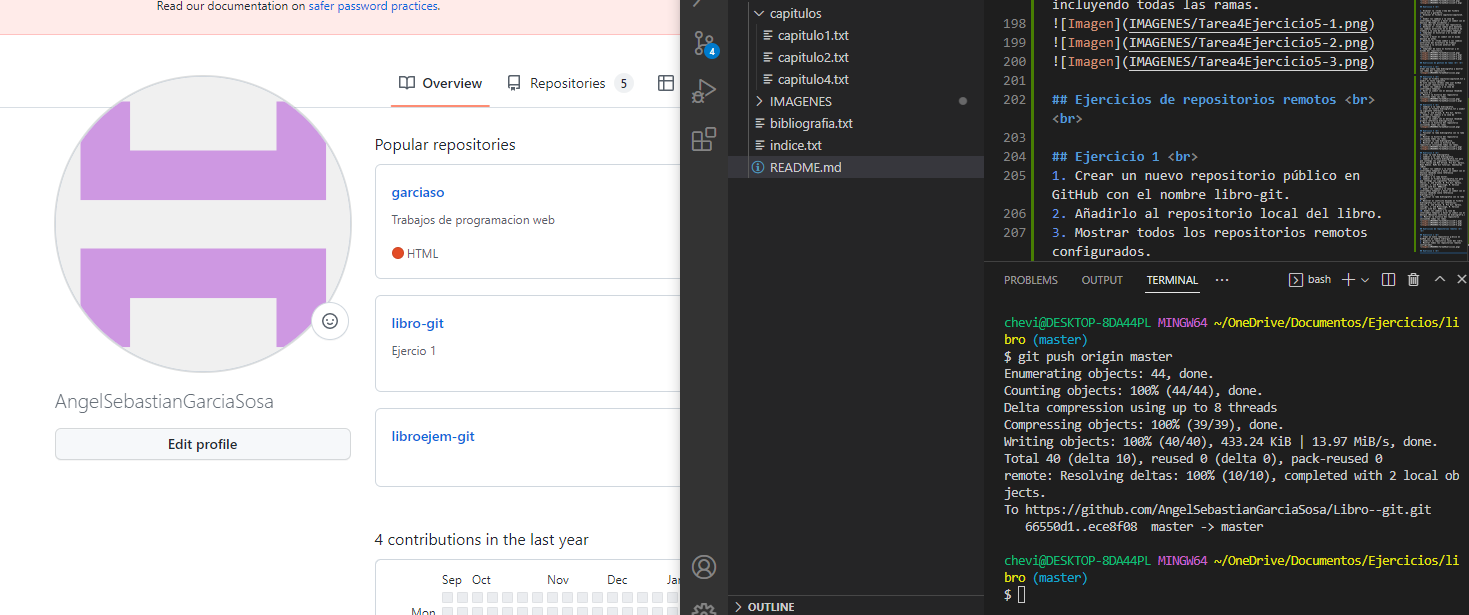 Read our documentation on safer password practices.
Overview
Repositories 5
Popular repositories
garciaso
Trabajos de programacion web
HTML
libro-git
Ejercio 1
libroejem-git
AngelSebastianGarciaSosa
Edit profile
4 contributions in the last year
Sep Oct Nov Dec
Mon
4
capitulos
capitulo1.txt
capitulo2.txt
capitulo4.txt
IMAGENES
bibliografia.txt
indice.txt
README.md
OUTLINE
incluyendo todas las ramas.
198 ![Imagen](IMAGENES/Tarea4Ejercicio5-1.png)
199 ![Imagen](IMAGENES/Tarea4Ejercicio5-2.png)
200 ![Imagen](IMAGENES/Tarea4Ejercicio5-3.png)
201
202 ## Ejercicios de repositorios remotos <br>
<br>
203
204 ## Ejercicio 1 <br>
205 1. Crear un nuevo repositorio público en
GitHub con el nombre libro-git.
206 2. Añadirlo al repositorio local del libro.
207 3. Mostrar todos los repositorios remotos
configurados.
PROBLEMS OUTPUT TERMINAL ··· bash
chevi@DESKTOP-8DA44PL MINGW64 ~/OneDrive/Documentos/Ejercicios/li
bro (master)
$ git push origin master
Enumerating objects: 44, done.
Counting objects: 100% (44/44), done.
Delta compression using up to 8 threads
Compressing objects: 100% (39/39), done.
Writing objects: 100% (40/40), 433.24 KiB | 13.97 MiB/s, done.
Total 40 (delta 10), reused 0 (delta 0), pack-reused 0
remote: Resolving deltas: 100% (10/10), completed with 2 local ob
jects.
To https://github.com/AngelSebastianGarciaSosa/Libro--git.git
66550d1..ece8f08 master -> master
chevi@DESKTOP-8DA44PL MINGW64 ~/OneDrive/Documentos/Ejercicios/li
bro (master)
$